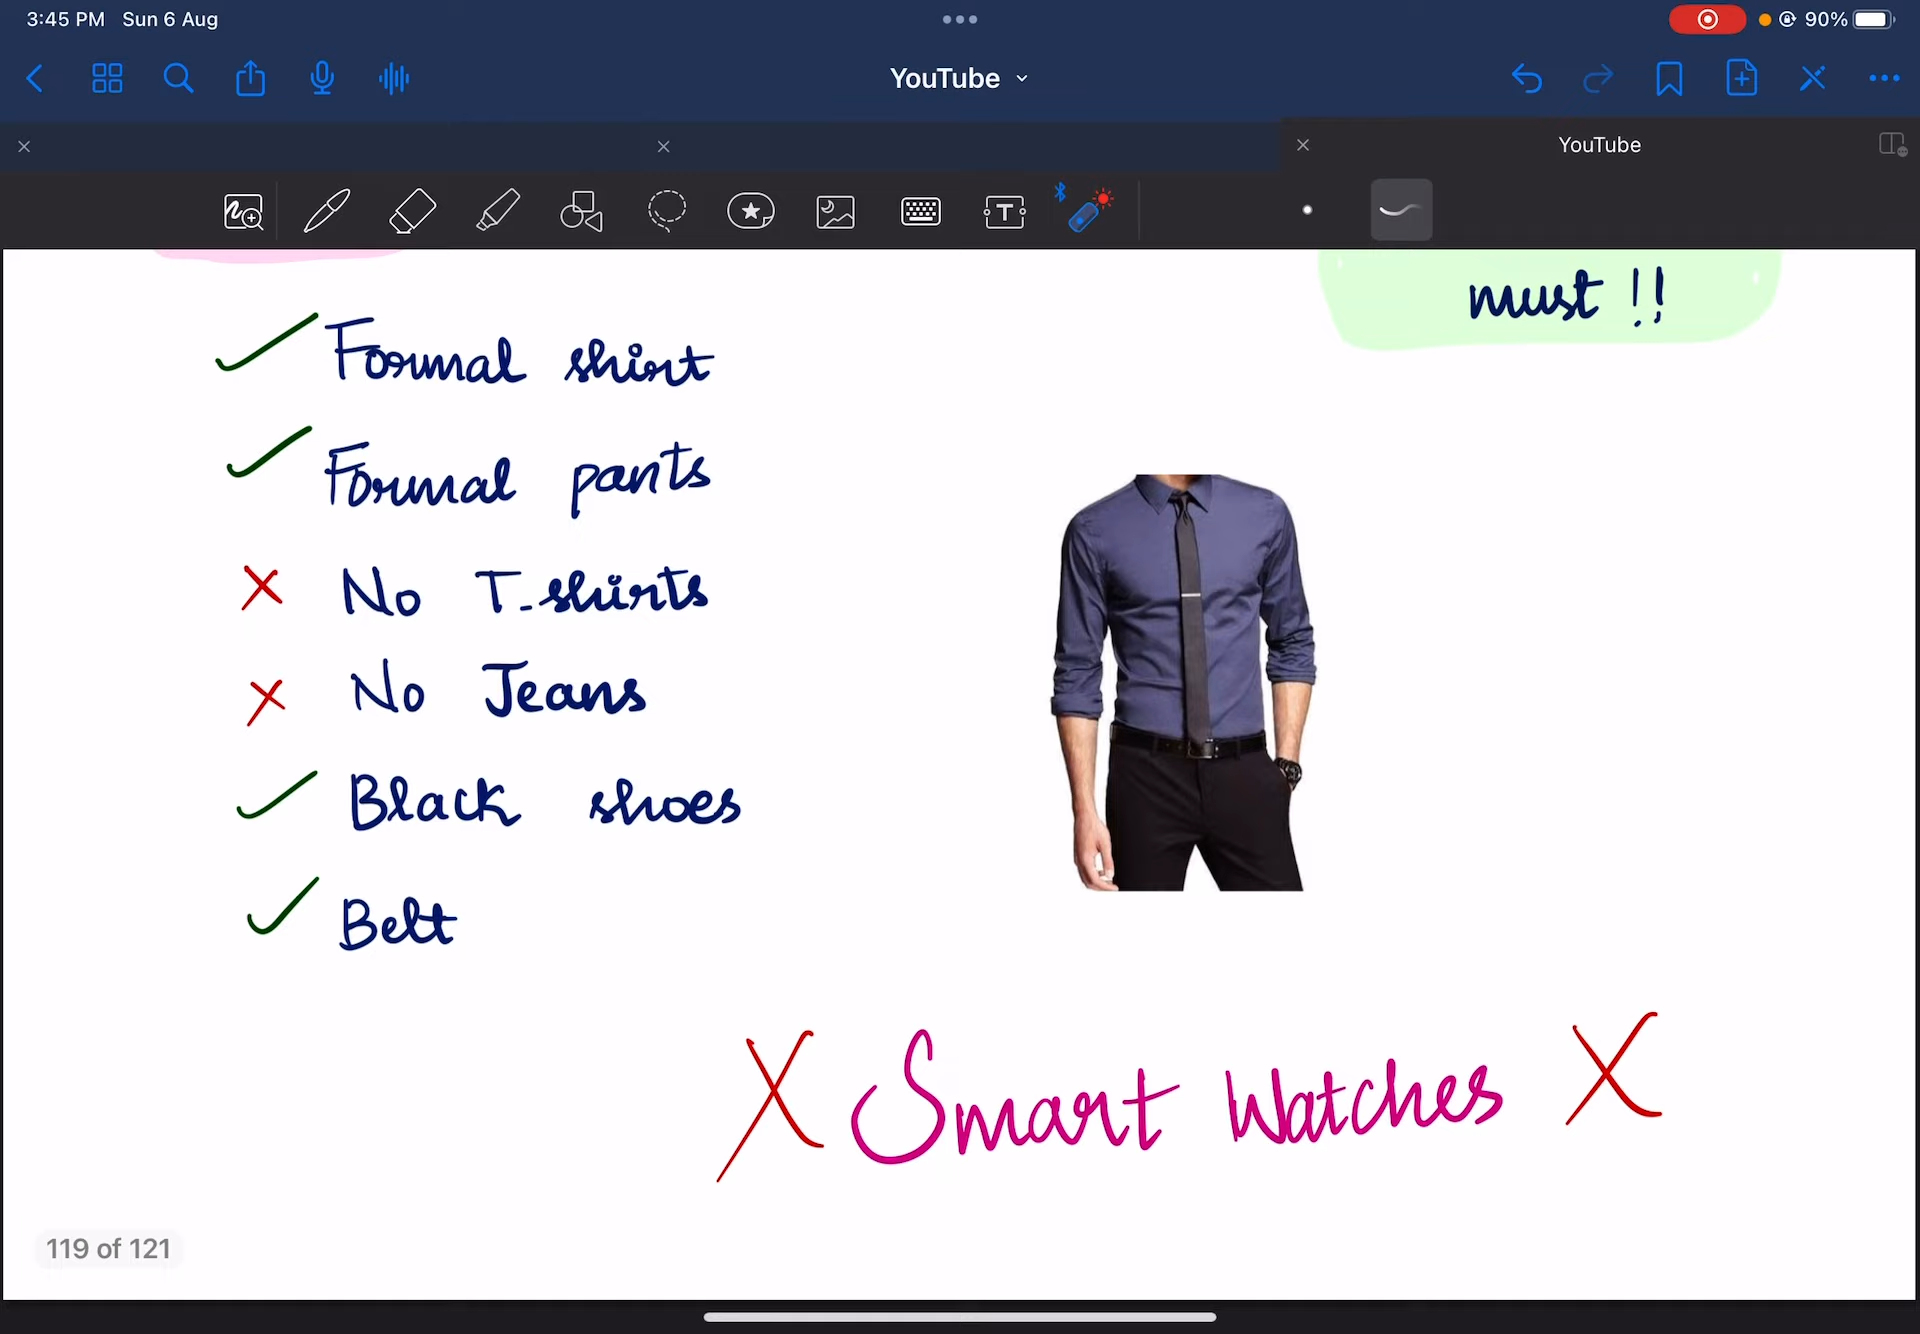 3:45 PM Sun 6 Aug
90%
YouTube
YouTube
T
must !!
Formal shirt
Formal pants
No T-shirts
No Jeans
Black shoes
Belt
Smart Watches
119 of 121